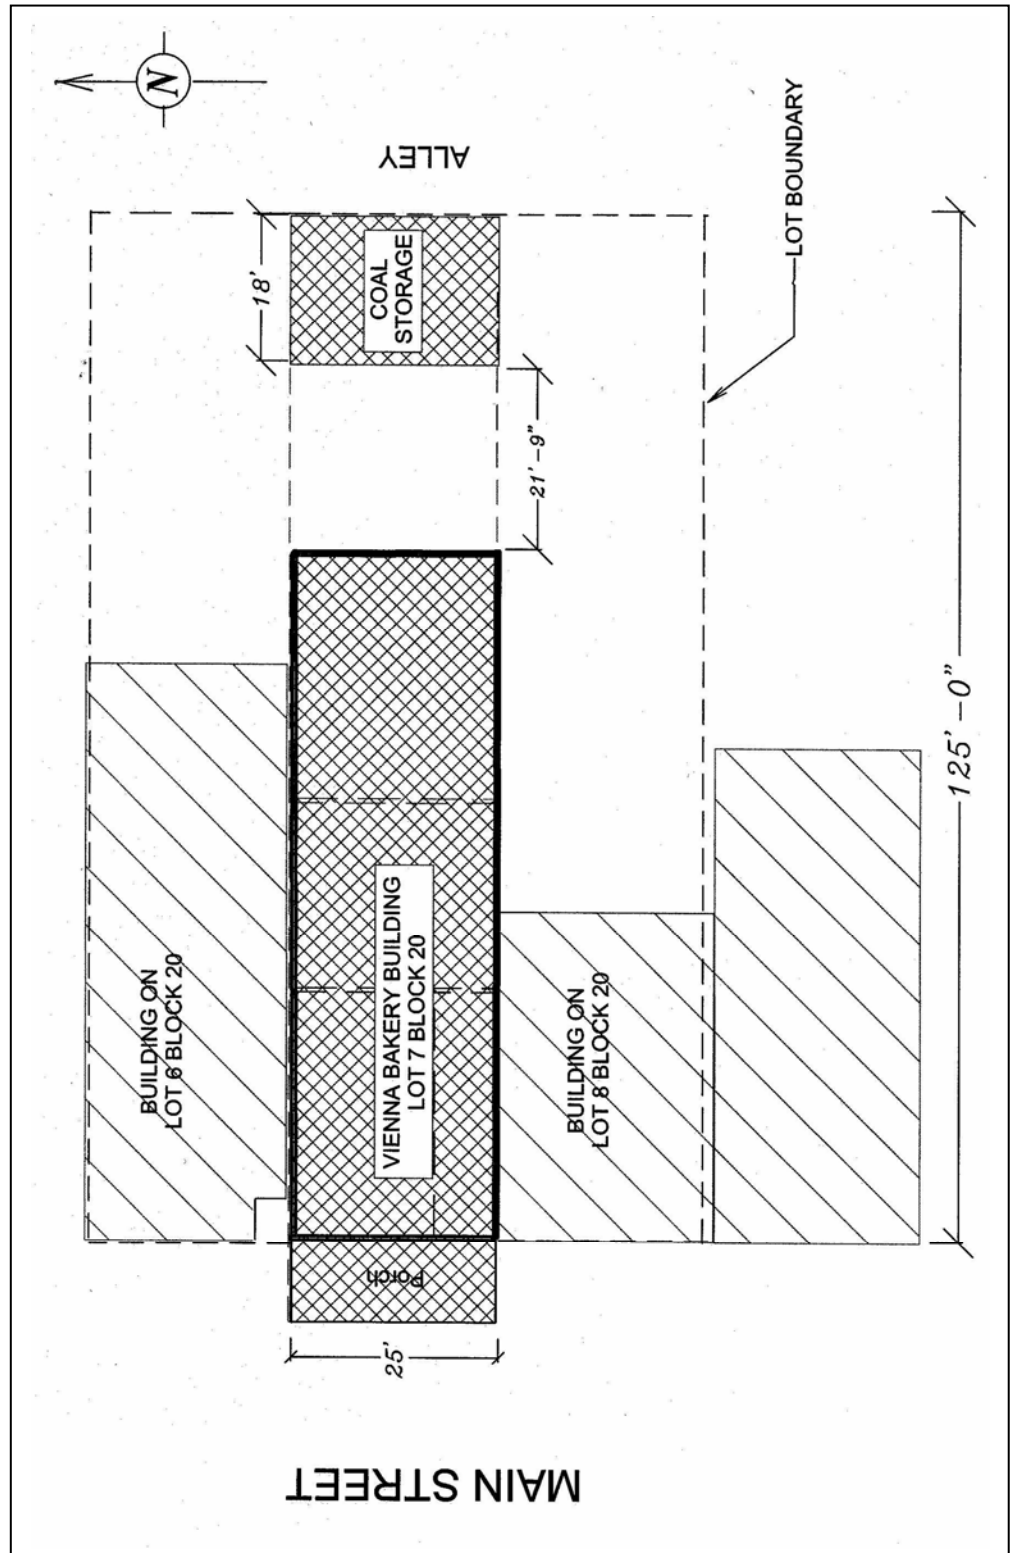 N
ALLEY
18'
COAL
STORAGE
LOT BOUNDARY
21' -9"
BUILDING ON
LOT 6 BLOCK 20
VIENNA BAKERY BUILDING
LOT 7 BLOCK 20
BUILDING ON
LOT 8 BLOCK 20
125' -0"
Porch
25'
MAIN STREET